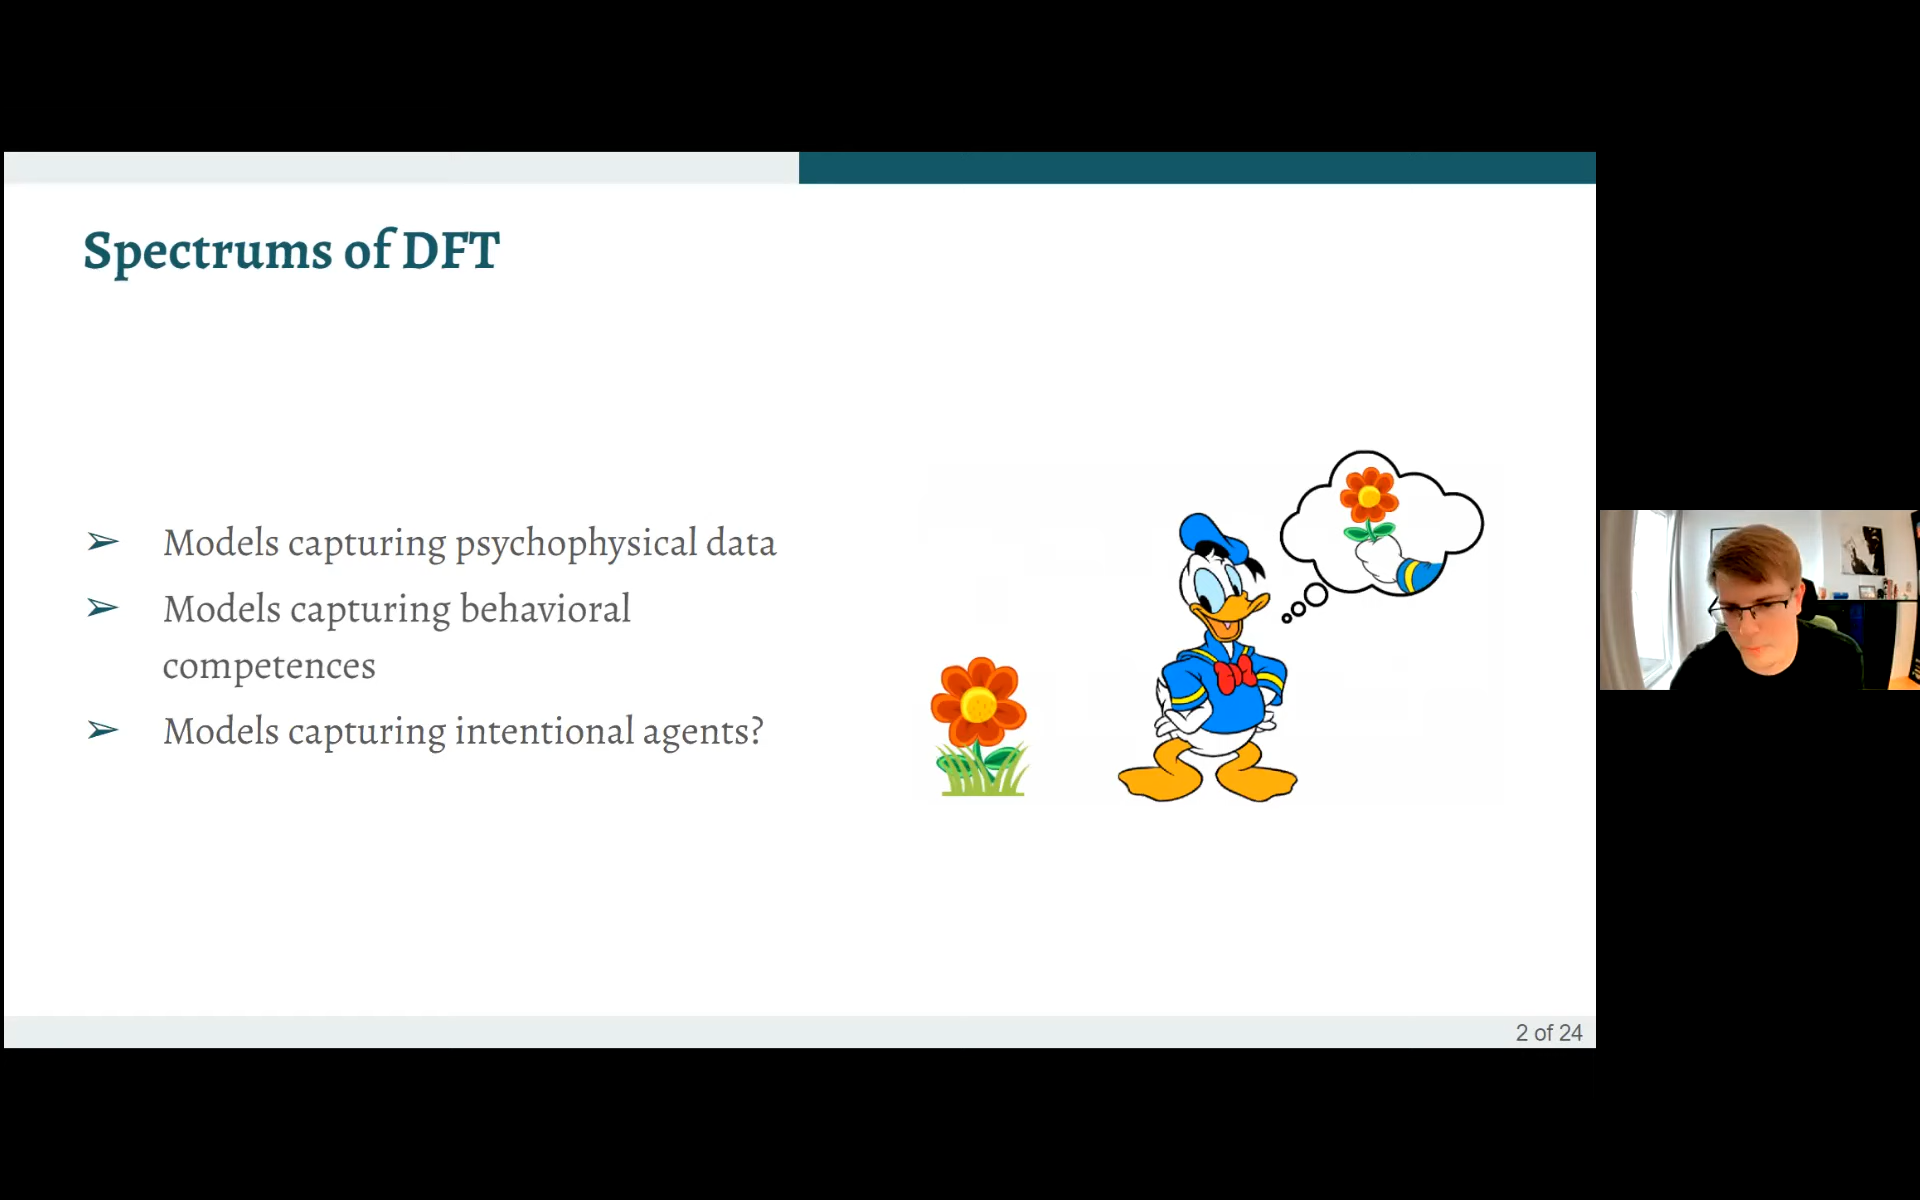 Spectrums of DFT
➢ Models capturing psychophysical data
➢ Models capturing behavioral
competences
➢ Models capturing intentional agents?
2 of 24